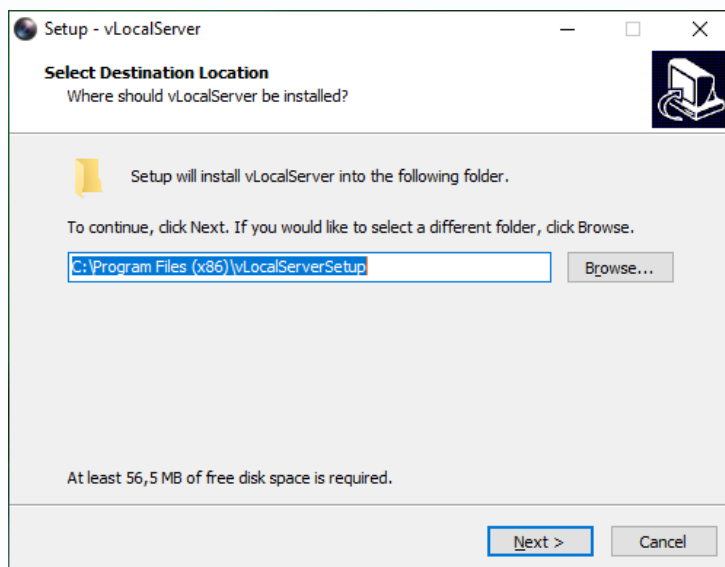 Setup - vLocalServer
Select Destination Location
Where should vLocalServer be installed?
Setup will install vLocalServer into the following folder.
To continue, click Next. If you would like to select a different folder, click Browse.
C:\Program Files (x86)\vLocalServerSetup
Browse...
At least 56,5 MB of free disk space is required.
Next >
Cancel